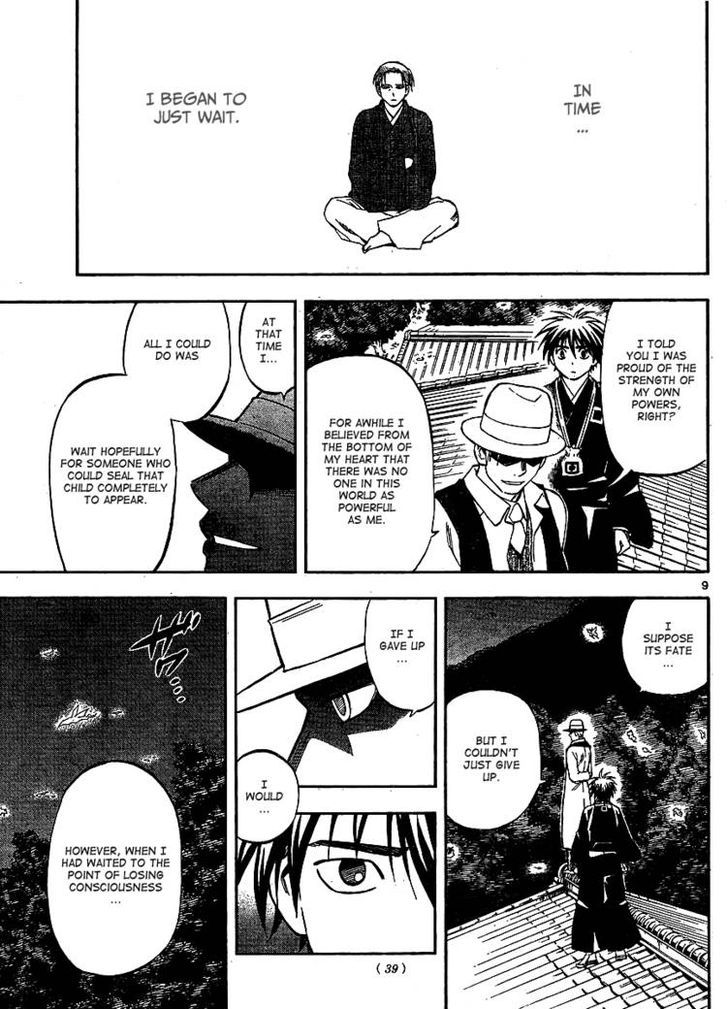 IN
TIME
...
I BEGAN TO
JUST WAIT.
I TOLD
YOU I WAS
PROUD OF THE
STRENGTH OF
MY OWN
POWERS,
RIGHT?
FOR AWHILE I
BELIEVED FROM
THE BOTTOM OF
MY HEART THAT
THERE WAS NO
ONE IN THIS
WORLD AS
POWERFUL
AS ME.
AT
THAT
TIME
I...
ALL I COULD
DO WAS
WAIT HOPEFULLY
FOR SOMEONE WHO
COULD SEAL THAT
CHILD COMPLETELY
TO APPEAR.
9
I
SUPPOSE
ITS FATE
...
BUT I
COULDN'T
JUST GIVE
UP.
IF I
GAVE UP
...
I
WOULD
...
HOWEVER, WHEN I
HAD WAITED TO THE
POINT OF LOSING
CONSCIOUSNESS
...
( 39 )